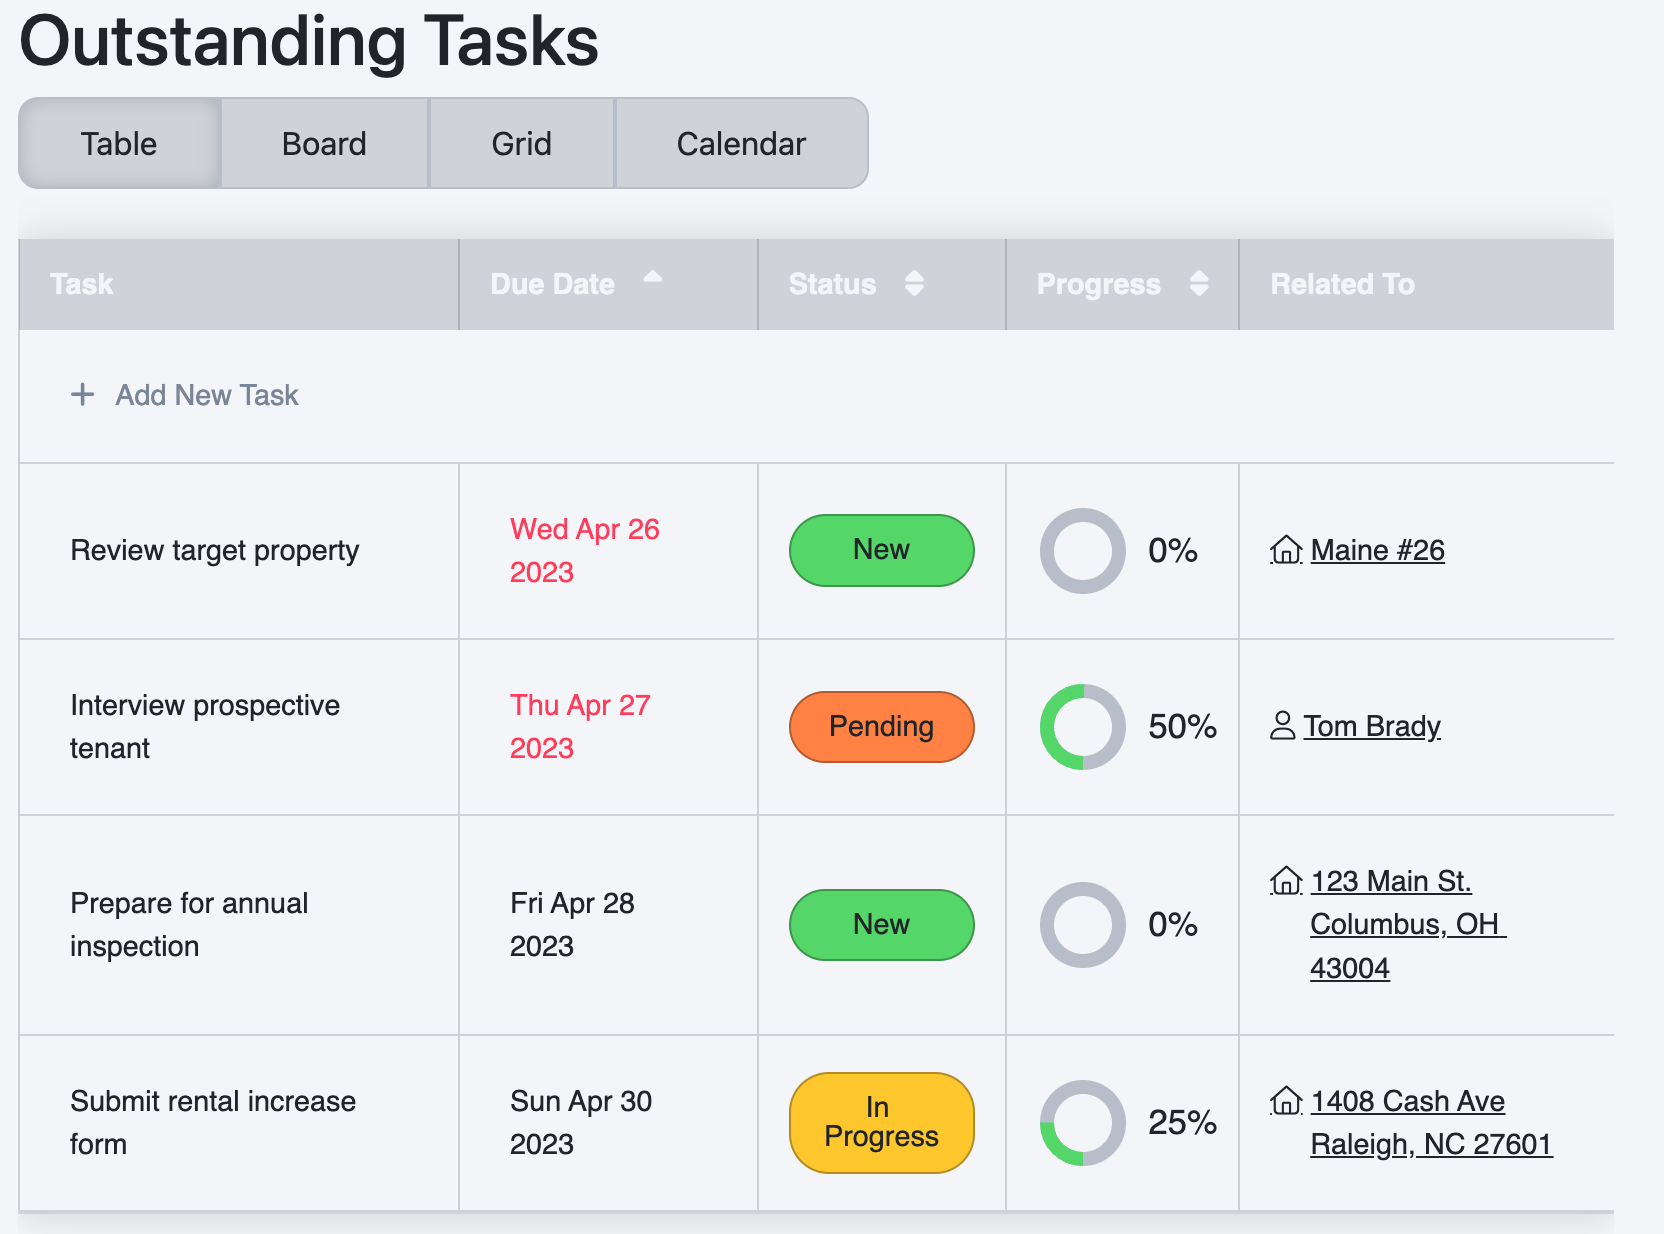 Outstanding Tasks
Table Board Grid Calendar
Task Due Date Status Progress Related To
+ Add New Task
Review target property
Wed Apr 26
2023
New
0%
Maine #26
Interview prospective
tenant
Thu Apr 27
2023
Pending
50%
Tom Brady
Prepare for annual
inspection
Fri Apr 28
2023
New
0%
123 Main St.
Columbus, OH
43004
Submit rental increase
form
Sun Apr 30
2023
In
Progress
25%
1408 Cash Ave
Raleigh, NC 27601